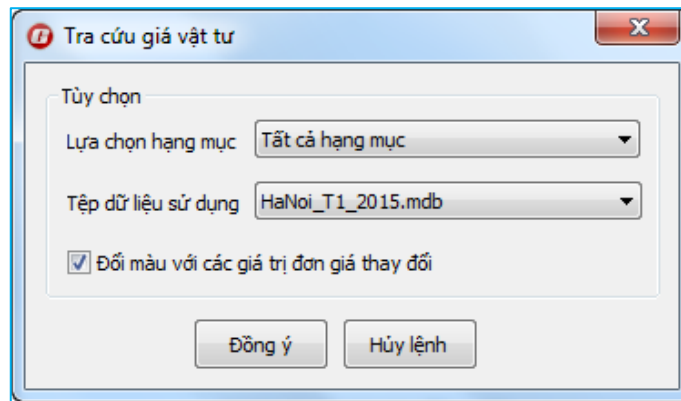 Tra cứu giá vật tư
Tùy chọn
Lựa chọn hạng mục Tất cả hạng mục
Tệp dữ liệu sử dụng HaNoi_T1_2015.mdb
Đổi màu với các giá trị đơn giá thay đổi
Đồng ý Hủy lệnh